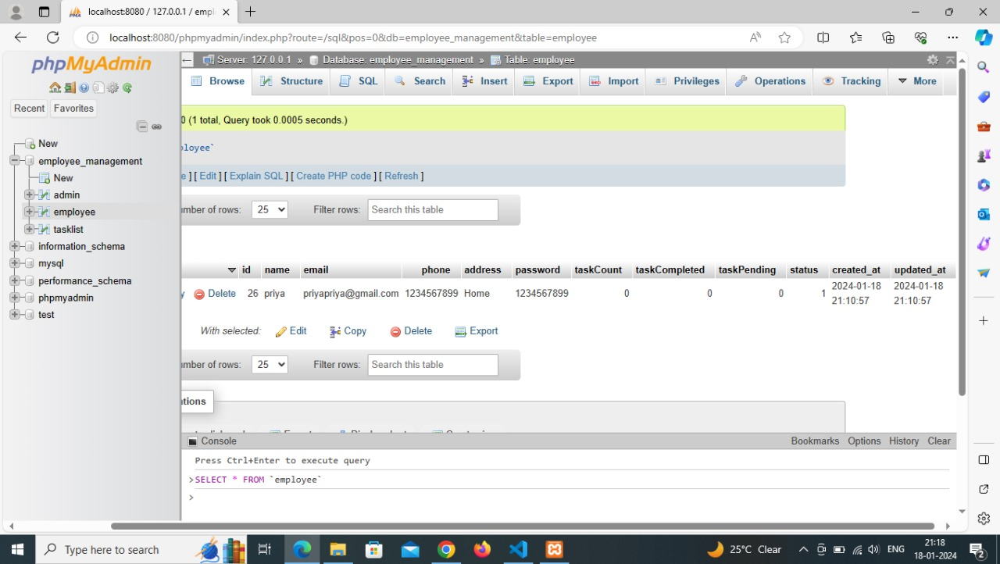 localhost:8080 / 127.0.0.1 / empl
localhost:8080/phpmyadmin/index.php?route=/sql&pos=0&db=employee_management&table=employee
phpMyAdmin
Recent Favorites
New
employee_management
New
admin
employee
tasklist
information_schema
mysql
performance_schema
phpmyadmin
test
Server: 127.0.0.1 » Database: employee_management » Table: employee
Browse Structure SQL Search Insert Export Import Privileges Operations Tracking More
0 (1 total, Query took 0.0005 seconds.)
ployee`
e ] [ Edit ] [ Explain SQL ] [ Create PHP code ] [ Refresh ]
umber of rows: 25 Filter rows: Search this table
id name email phone address password taskCount taskCompleted taskPending status created_at updated_at
y Delete 26 priya priyapriya@gmail.com 1234567899 Home 1234567899 0 0 0 1 2024-01-18 21:10:57 2024-01-18 21:10:57
With selected: Edit Copy Delete Export
umber of rows: 25 Filter rows: Search this table
ations
Console Bookmarks Options History Clear
Press Ctrl+Enter to execute query
>SELECT * FROM `employee`
>
Type here to search
25°C Clear
ENG
21:18
18-01-2024
2